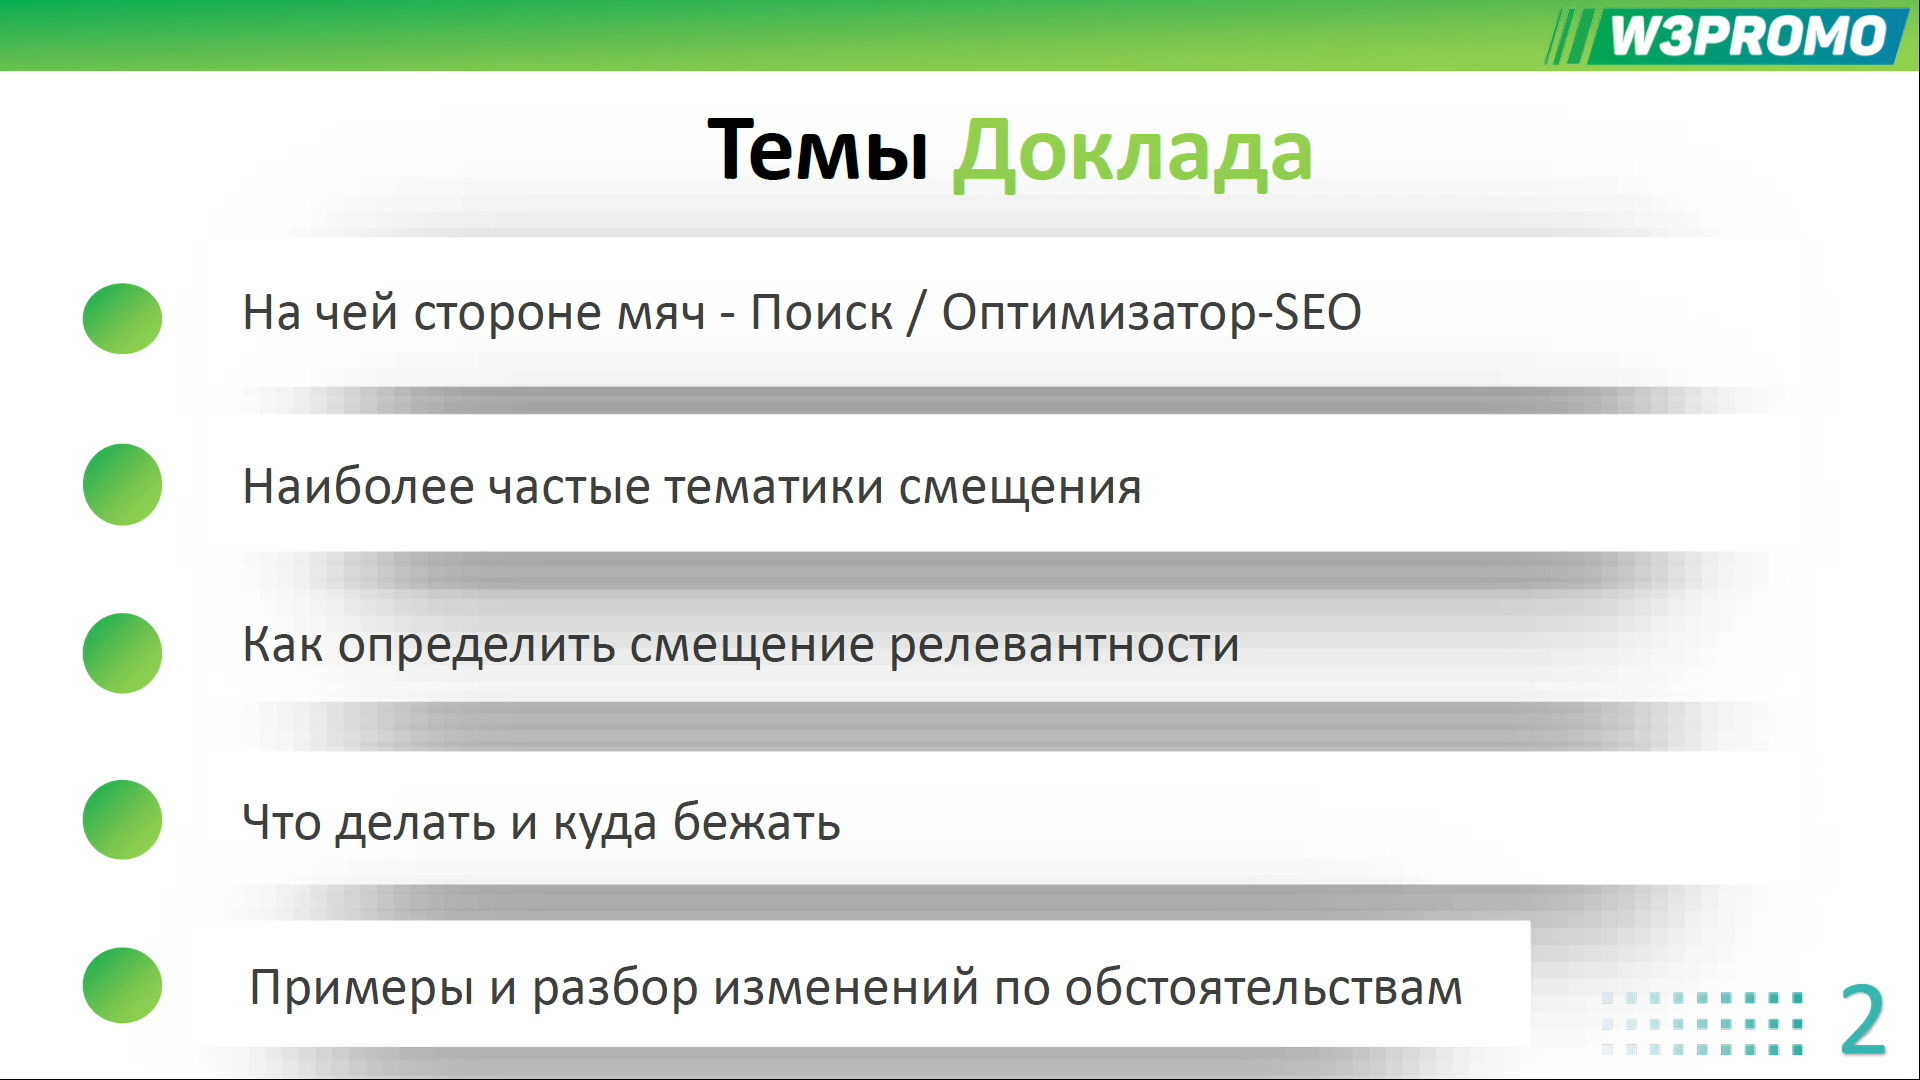 W3PROMO
Темы Доклада
На чей стороне мяч - Поиск / Оптимизатор-SEO
Наиболее частые тематики смещения
Как определить смещение релевантности
Что делать и куда бежать
Примеры и разбор изменений по обстоятельствам
2